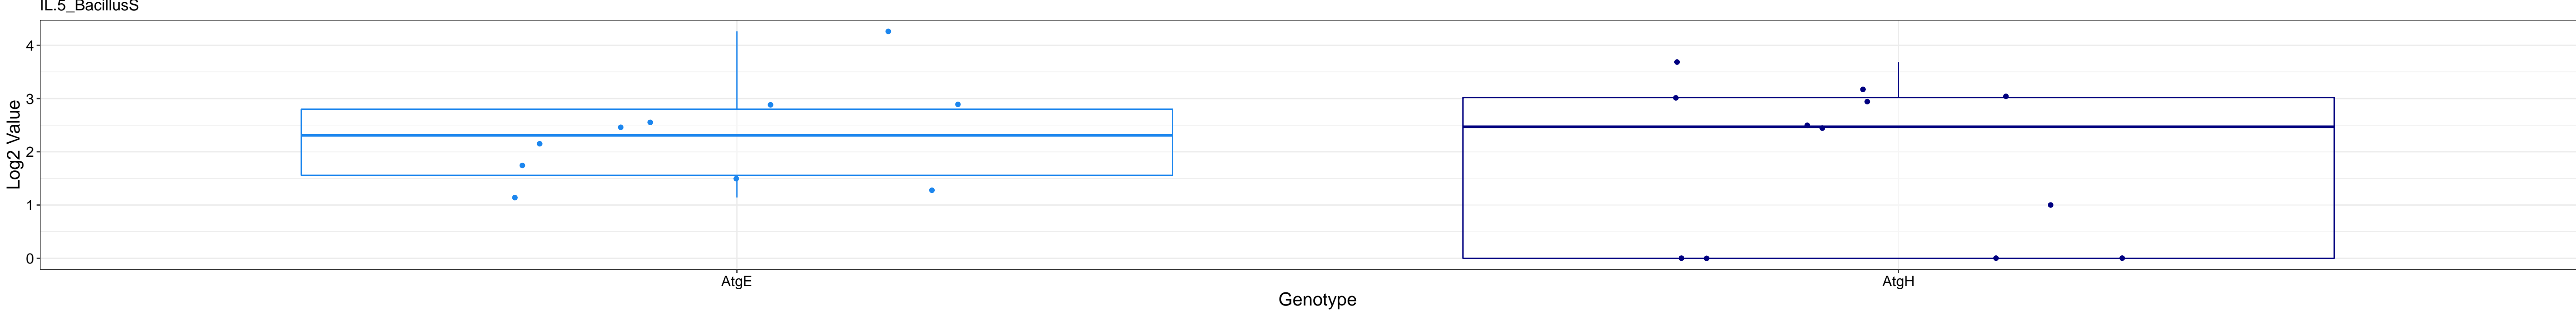 IL.5_BacillusS
Log2 Value
4
3
2
1
0
AtgE
AtgH
Genotype